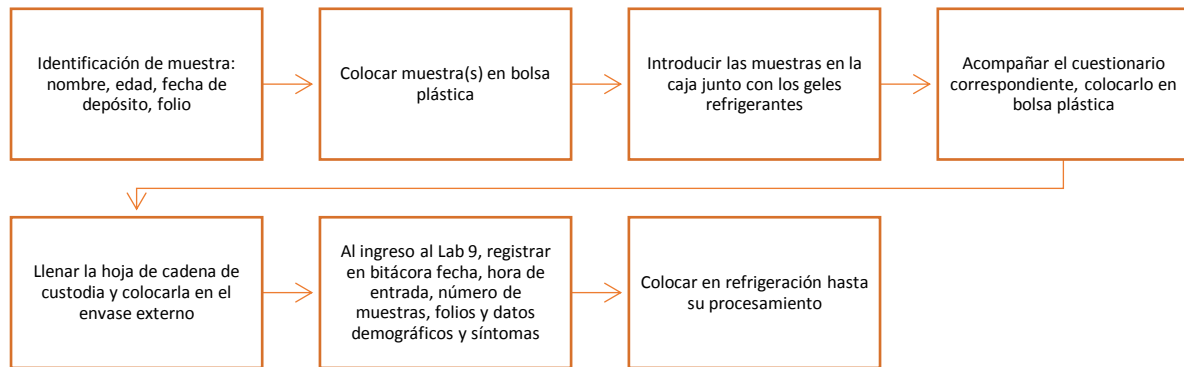 Identificación de muestra:
nombre, edad, fecha de
depósito, folio
Colocar muestra(s) en bolsa
plástica
Introducir las muestras en la
caja junto con los geles
refrigerantes
Acompañar el cuestionario
correspondiente, colocarlo en
bolsa plástica
Llenar la hoja de cadena de
custodia y colocarla en el
envase externo
Al ingreso al Lab 9, registrar
en bitácora fecha, hora de
entrada, número de
muestras, folios y datos
demográficos y síntomas
Colocar en refrigeración hasta
su procesamiento